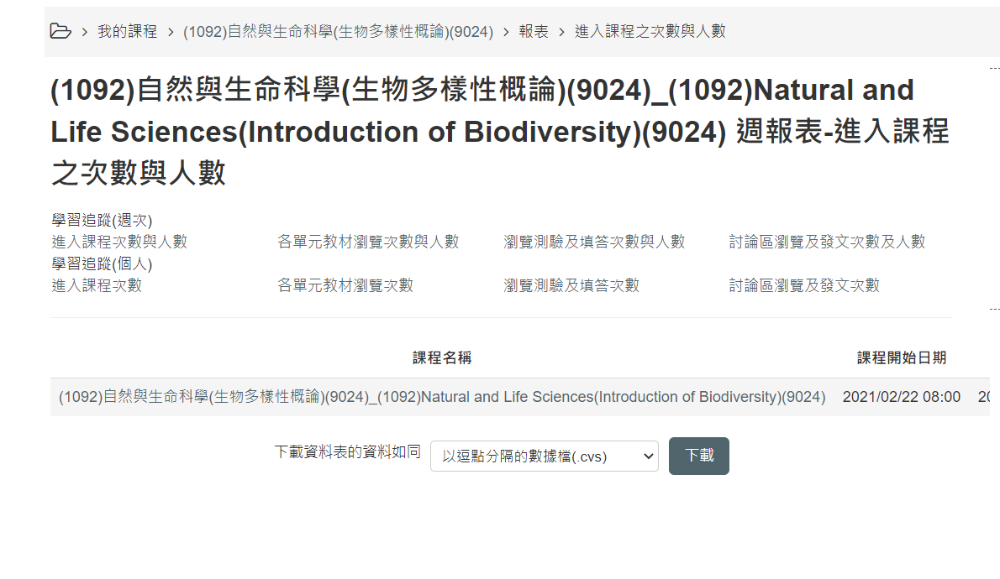 > 我的課程 > (1092)自然與生命科學(生物多樣性概論)(9024) > 報表 > 進入課程之次數與人數
(1092)自然與生命科學(生物多樣性概論)(9024)_(1092)Natural and
Life Sciences(Introduction of Biodiversity)(9024) 週報表-進入課程
之次數與人數
學習追蹤(週次)
進入課程次數與人數 各單元教材瀏覽次數與人數 瀏覽測驗及填答次數與人數 討論區瀏覽及發文次數及人數
學習追蹤(個人)
進入課程次數 各單元教材瀏覽次數 瀏覽測驗及填答次數 討論區瀏覽及發文次數
課程名稱 課程開始日期
(1092)自然與生命科學(生物多樣性概論)(9024)_(1092)Natural and Life Sciences(Introduction of Biodiversity)(9024) 2021/02/22 08:00
下載資料表的資料如同 以逗點分隔的數據檔(.cvs) 下載